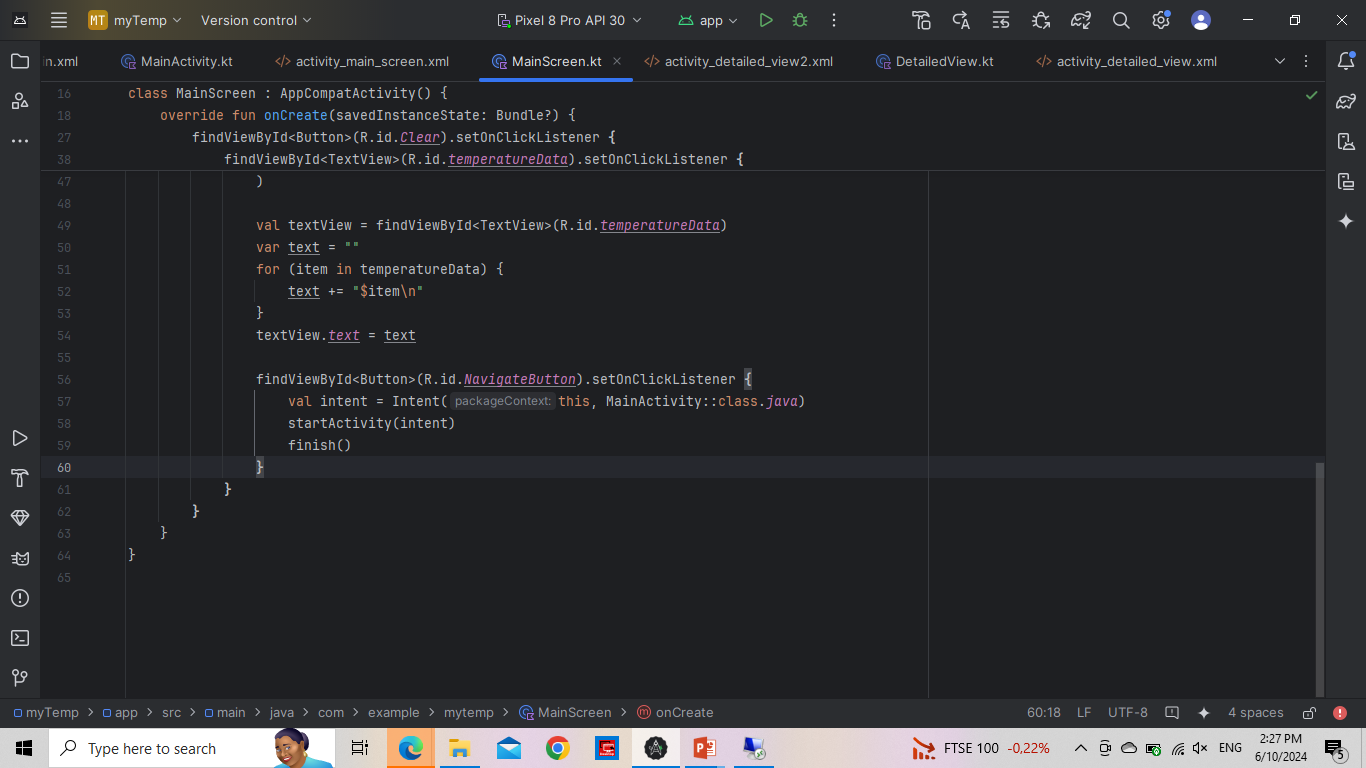 MT myTemp Version control Pixel 8 Pro API 30 app
in.xml MainActivity.kt activity_main_screen.xml MainScreen.kt activity_detailed_view2.xml DetailedView.kt activity_detailed_view.xml
16 class MainScreen : AppCompatActivity() {
18 override fun onCreate(savedInstanceState: Bundle?) {
27 findViewById<Button>(R.id.Clear).setOnClickListener {
38 findViewById<TextView>(R.id.temperatureData).setOnClickListener {
47 )
48
49 val textView = findViewById<TextView>(R.id.temperatureData)
50 var text = ""
51 for (item in temperatureData) {
52 text += "$item\n"
53 }
54 textView.text = text
55
56 findViewById<Button>(R.id.NavigateButton).setOnClickListener {
57 val intent = Intent( packageContext: this, MainActivity::class.java)
58 startActivity(intent)
59 finish()
60 }
61 }
62 }
63 }
64 }
65
myTemp > app > src > main > java > com > example > mytemp > MainScreen > onCreate 60:18 LF UTF-8 4 spaces
Type here to search FTSE 100 -0,22% ENG 2:27 PM
6/10/2024 5